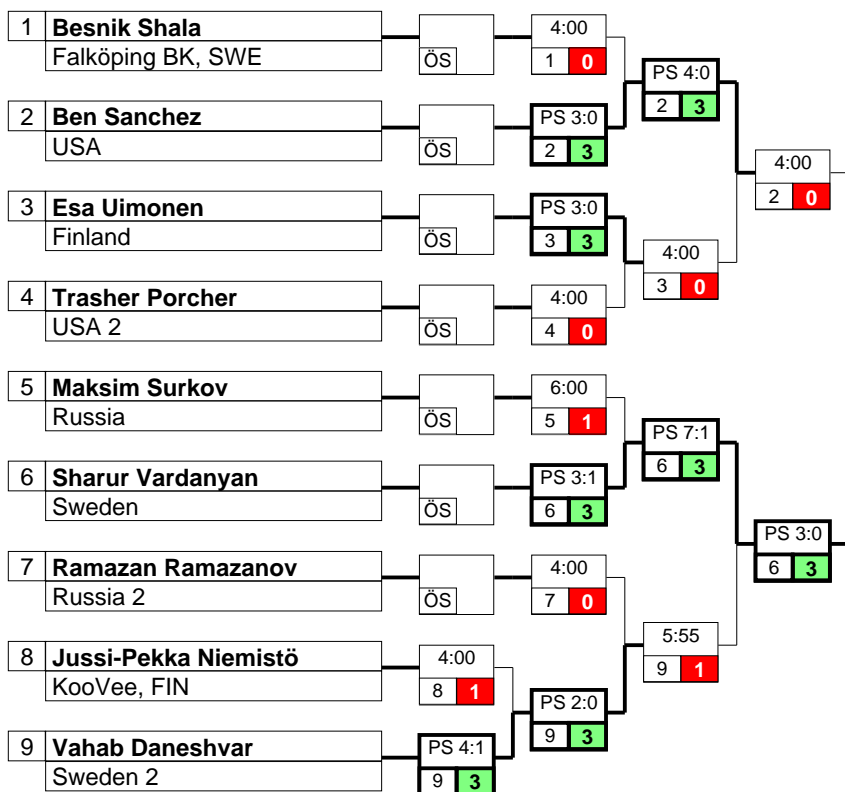 1 Besnik Shala ÖS 4:00
Falköping BK, SWE 1 0
PS 4:0
2 3
2 Ben Sanchez ÖS PS 3:0
USA 2 3
4:00
2 0
3 Esa Uimonen ÖS PS 3:0
Finland 3 3
4:00
3 0
4 Trasher Porcher ÖS 4:00
USA 2 4 0
5 Maksim Surkov ÖS 6:00
Russia 5 1
PS 7:1
6 3
6 Sharur Vardanyan ÖS PS 3:1
Sweden 6 3
PS 3:0
6 3
7 Ramazan Ramazanov ÖS 4:00
Russia 2 7 0
5:55
9 1
8 Jussi-Pekka Niemistö 4:00
KooVee, FIN 8 1
PS 2:0
9 3
9 Vahab Daneshvar PS 4:1
Sweden 2 9 3